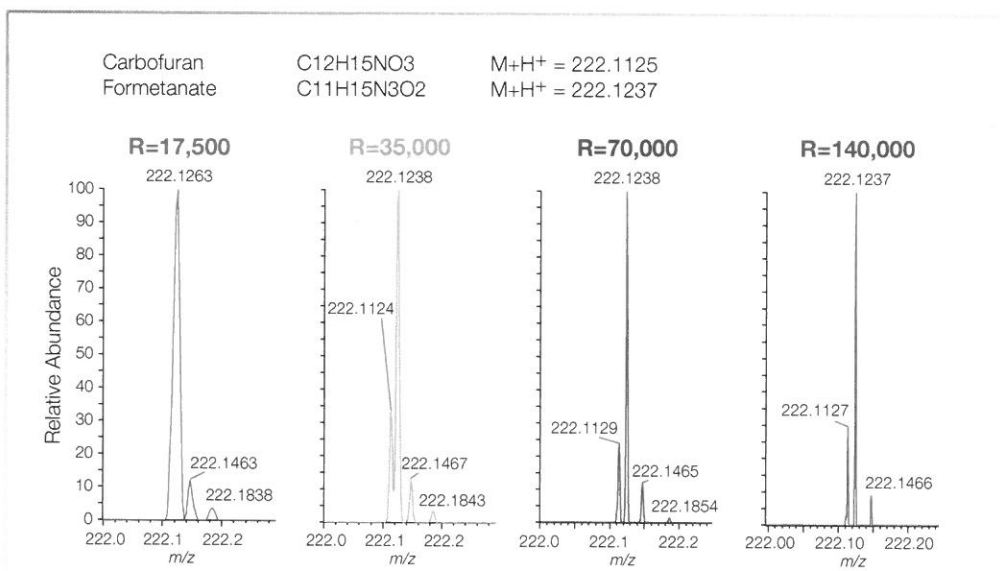 Carbofuran C12H15NO3 M+H+ = 222.1125
Formetanate C11H15N3O2 M+H+ = 222.1237
R=17,500 R=35,000 R=70,000 R=140,000
222.1263 222.1238 222.1238 222.1237
100
90
80
70
60
50
40
30
20
10
0
Relative Abundance
222.1463
222.1838
222.0 222.1 222.2
m/z
222.1124
222.1467
222.1843
222.0 222.1 222.2
m/z
222.1129
222.1465
222.1854
222.0 222.1 222.2
m/z
222.1127
222.1466
222.00 222.10 222.20
m/z